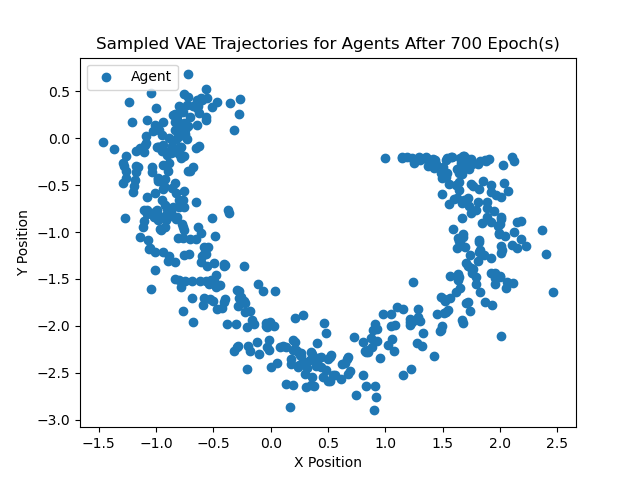 Sampled VAE Trajectories for Agents After 700 Epoch(s)
Agent
0.5
0.0
−0.5
−1.0
−1.5
−2.0
−2.5
−3.0
Y Position
−1.5 −1.0 −0.5 0.0 0.5 1.0 1.5 2.0 2.5
X Position